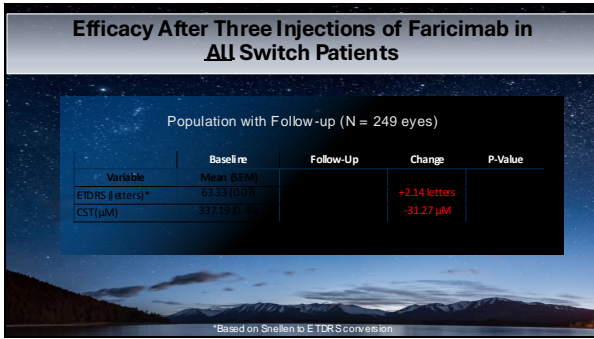 Efficacy After Three Injections of Faricimab in
All Switch Patients
Population with Follow-up (N = 249 eyes)
Baseline Follow-Up Change P-Value
Variable Mean (SEM)
ETDRS (letters)* 63.33 (0.07) +2.14 letters
CST(µM) 337.19 -31.27 µM
*Based on Snellen to ETDRS conversion